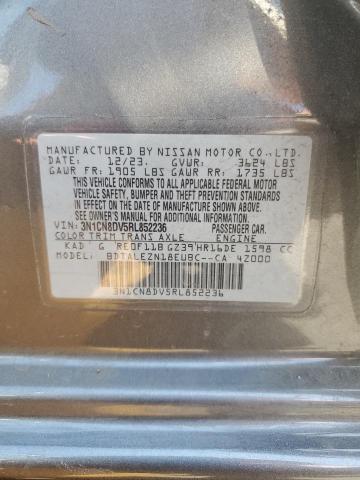 MANUFACTURED BY NISSAN MOTOR CO., LTD.
DATE: 12/23. GVWR: 3624 LBS
GAWR FR: 1905 LBS GAWR RR: 1735 LBS
THIS VEHICLE CONFORMS TO ALL APPLICABLE FEDERAL MOTOR
VEHICLE SAFETY, BUMPER AND THEFT PREVENTION STANDARDS
IN EFFECT ON THE DATE OF MANUFACTURE SHOWN ABOVE.
SEE OWNER'S MANUAL FOR ADDITIONAL INFORMATION.
VIN: 3N1CN8DV5RL852236 PASSENGER CAR.
COLOR TRIM TRANS AXLE ENGINE
KAD G RE0F11B GZ39 HR16DE 1598 CC
MODEL: BDTALEZN18EUBC--CA 42000
3N1CN8DV5RL852236